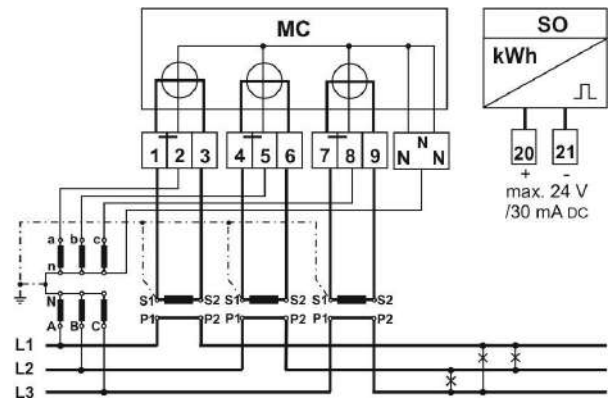 MC
SO
kWh
1 2 3 4 5 6 7 8 9 N N N
20 21
+ -
max. 24 V
/30 mA DC
a b c
n
S1 S2 S1 S2 S1 S2
N
P1 P2 P1 P2 P1 P2
A B C
L1
L2
L3